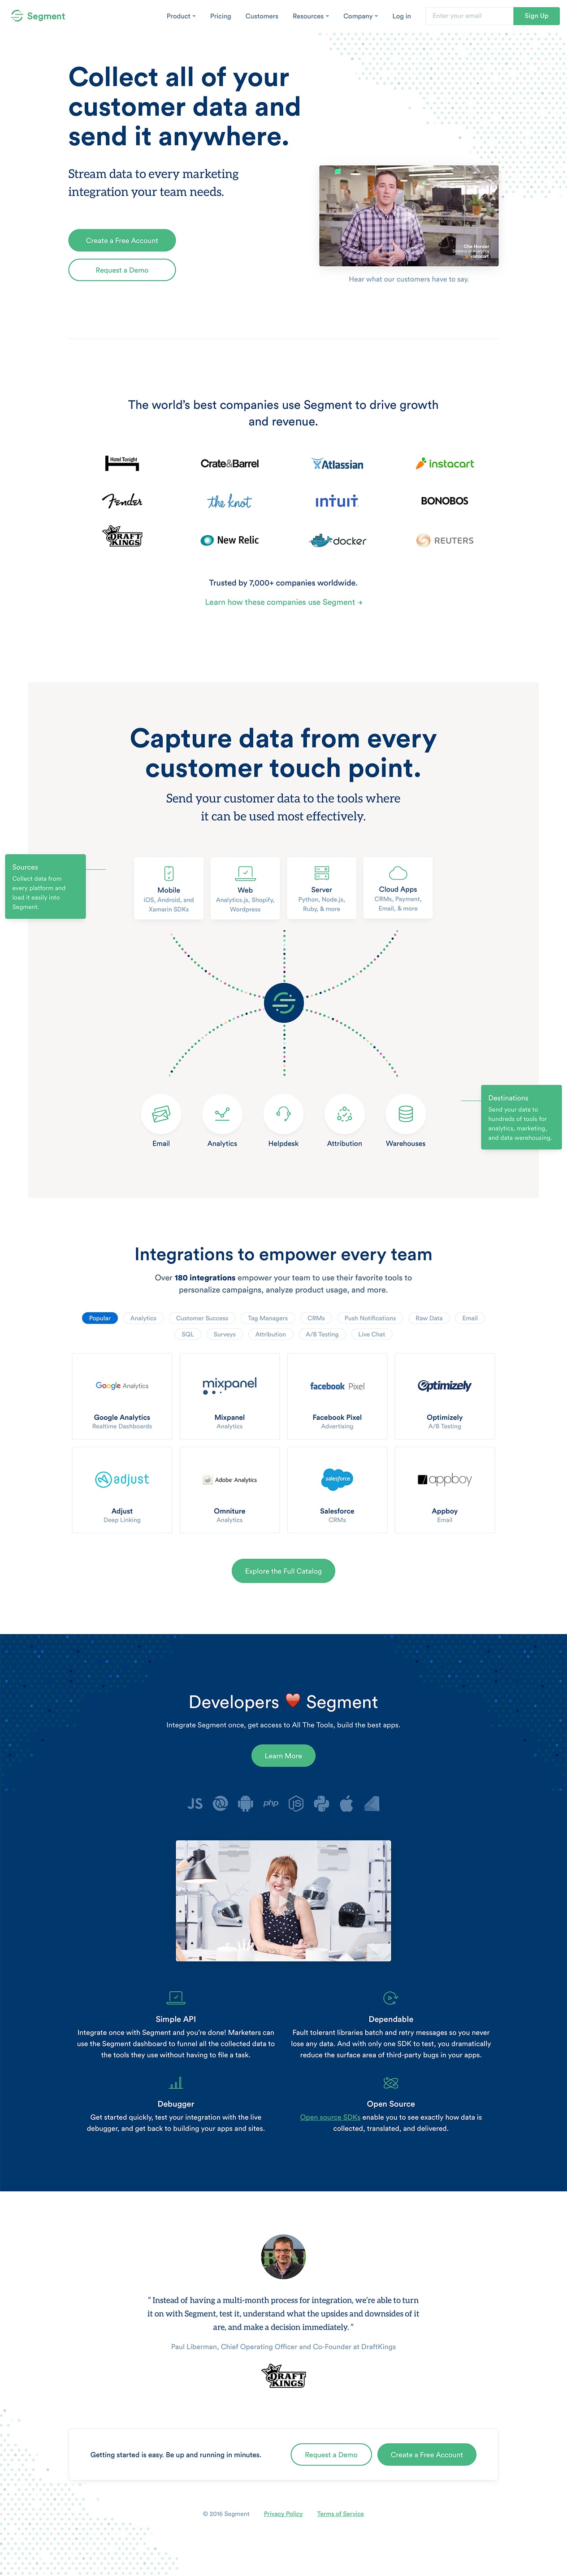 Segment
Product
Pricing
Customers
Resources
Company
Log in
Enter your email
Sign Up
Collect all of your
customer data and
send it anywhere.
Stream data to every marketing
integration your team needs.
Create a Free Account
Request a Demo
Hear what our customers have to say.
The world's best companies use Segment to drive growth
and revenue.
Hotel Tonight
Crate&Barrel
Atlassian
instacart
Fender
the knot
intuit
BONOBOS
DRAFT
KINGS
New Relic
docker
REUTERS
Trusted by 7,000+ companies worldwide.
Learn how these companies use Segment →
Capture data from every
customer touch point.
Send your customer data to the tools where
it can be used most effectively.
Sources
Collect data from
every platform and
load it easily into
Segment.
Mobile
iOS, Android, and
Xamarin SDKs
Web
Analytics.js, Shopify,
Wordpress
Server
Python, Node.js,
Ruby, & more
Cloud Apps
CRMs, Payment,
Email, & more
Destinations
Send your data to
hundreds of tools for
analytics, marketing,
and data warehousing.
Email
Analytics
Helpdesk
Attribution
Warehouses
Integrations to empower every team
Over 180 integrations empower your team to use their favorite tools to
personalize campaigns, analyze product usage, and more.
Popular
Analytics
Customer Success
Tag Managers
CRMs
Push Notifications
Raw Data
Email
SQL
Surveys
Attribution
A/B Testing
Live Chat
Google Analytics
Google Analytics
Realtime Dashboards
mixpanel
Mixpanel
Analytics
facebook Pixel
Facebook Pixel
Advertising
Optimizely
Optimizely
A/B Testing
adjust
Adjust
Deep Linking
Adobe Analytics
Omniture
Analytics
salesforce
Salesforce
CRMs
appboy
Appboy
Email
Explore the Full Catalog
Developers ❤ Segment
Integrate Segment once, get access to All The Tools, build the best apps.
Learn More
JS
php
JS
Simple API
Integrate once with Segment and you're done! Marketers can
use the Segment dashboard to funnel all the collected data to
the tools they use without having to file a task.
Dependable
Fault tolerant libraries batch and retry messages so you never
lose any data. And with only one SDK to test, you dramatically
reduce the surface area of third-party bugs in your apps.
Debugger
Get started quickly, test your integration with the live
debugger, and get back to building your apps and sites.
Open Source
Open source SDKs enable you to see exactly how data is
collected, translated, and delivered.
" Instead of having a multi-month process for integration, we're able to turn
it on with Segment, test it, understand what the upsides and downsides of it
are, and make a decision immediately. "
Paul Liberman, Chief Operating Officer and Co-Founder at DraftKings
DRAFT
KINGS
Getting started is easy. Be up and running in minutes.
Request a Demo
Create a Free Account
© 2016 Segment
Privacy Policy
Terms of Service